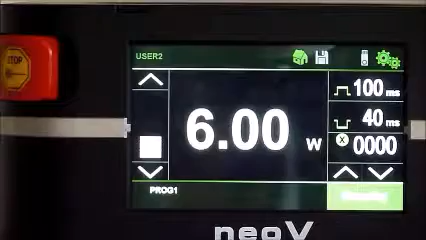 STOP
USER2
100 ms
6.00 W
40 ms
X 0000
PROG1
neoV